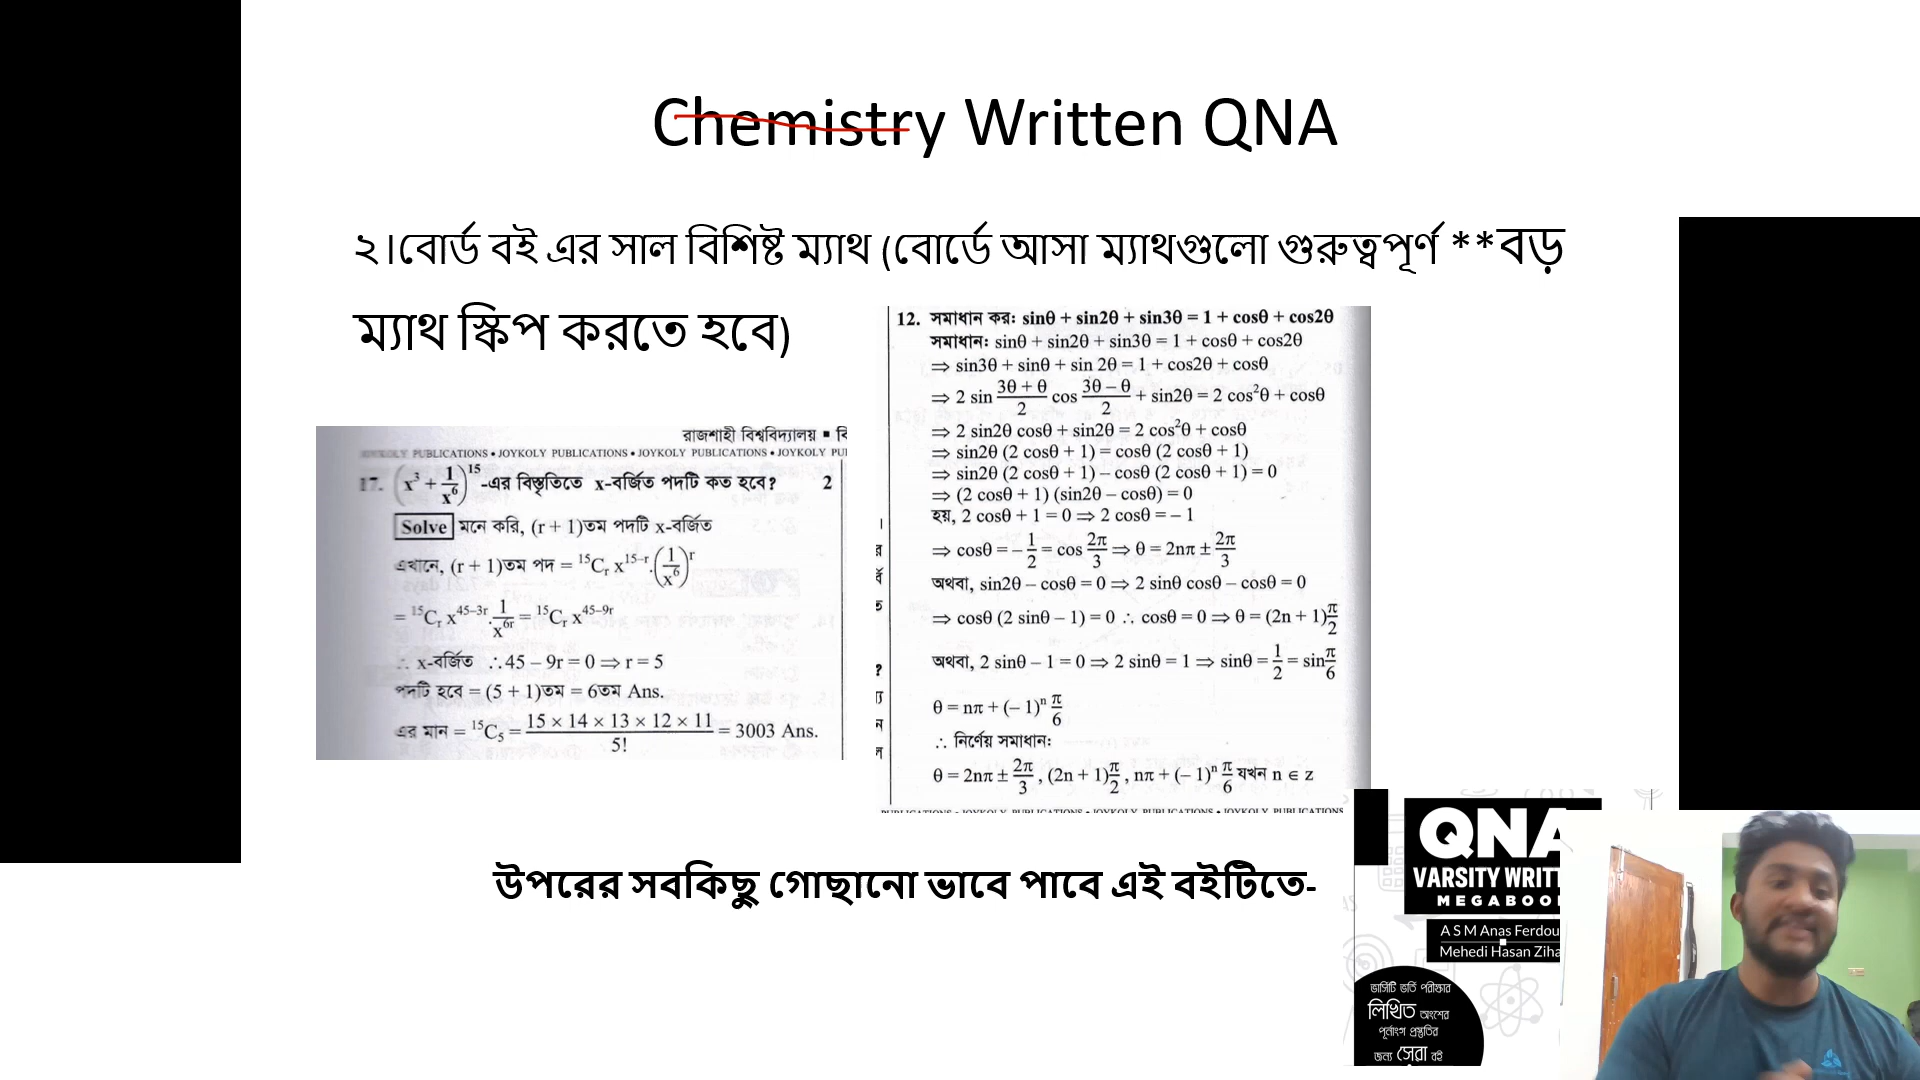 Chemistry Written QNA
২।বোর্ড বই এর সাল বিশিষ্ট ম্যাথ (বোর্ডে আসা ম্যাথগুলো গুরুত্বপূর্ণ **বড়
ম্যাথ স্কিপ করতে হবে)
রাজশাহী বিশ্ববিদ্যালয় ▪ বি
PUBLICATIONS • JOYKOLY PUBLICATIONS • JOYKOLY PUBLICATIONS • JOYKOLY PU
17. (x³ + 1/x⁶)¹⁵ -এর বিস্তৃতিতে x-বর্জিত পদটি কত হবে? 2
Solve মনে করি, (r + 1)তম পদটি x-বর্জিত
এখানে, (r + 1)তম পদ = ¹⁵Cᵣ x¹⁵⁻ʳ.(1/x⁶)ʳ
= ¹⁵Cᵣ x⁴⁵⁻³ʳ.1/x⁶ʳ = ¹⁵Cᵣ x⁴⁵⁻⁹ʳ
∴ x-বর্জিত ∴45 – 9r = 0 ⇒ r = 5
পদটি হবে = (5 + 1)তম = 6তম Ans.
এর মান = ¹⁵C₅ = (15 × 14 × 13 × 12 × 11)/5! = 3003 Ans.
12. সমাধান কর: sinθ + sin2θ + sin3θ = 1 + cosθ + cos2θ
সমাধান: sinθ + sin2θ + sin3θ = 1 + cosθ + cos2θ
⇒ sin3θ + sinθ + sin 2θ = 1 + cos2θ + cosθ
⇒ 2 sin (3θ + θ)/2 cos (3θ – θ)/2 + sin2θ = 2 cos²θ + cosθ
⇒ 2 sin2θ cosθ + sin2θ = 2 cos²θ + cosθ
⇒ sin2θ (2 cosθ + 1) = cosθ (2 cosθ + 1)
⇒ sin2θ (2 cosθ + 1) – cosθ (2 cosθ + 1) = 0
⇒ (2 cosθ + 1) (sin2θ – cosθ) = 0
হয়, 2 cosθ + 1 = 0 ⇒ 2 cosθ = – 1
⇒ cosθ = – 1/2 = cos 2π/3 ⇒ θ = 2nπ ± 2π/3
অথবা, sin2θ – cosθ = 0 ⇒ 2 sinθ cosθ – cosθ = 0
⇒ cosθ (2 sinθ – 1) = 0 ∴ cosθ = 0 ⇒ θ = (2n + 1)π/2
অথবা, 2 sinθ – 1 = 0 ⇒ 2 sinθ = 1 ⇒ sinθ = 1/2 = sinπ/6
θ = nπ + (– 1)ⁿ π/6
∴ নির্ণেয় সমাধান:
θ = 2nπ ± 2π/3 , (2n + 1)π/2 , nπ + (– 1)ⁿ π/6 যখন n ∈ z
উপরের সবকিছু গোছানো ভাবে পাবে এই বইটিতে-
QNA
VARSITY WRITT
MEGABOO
A S M Anas Ferdou
Mehedi Hasan Ziha
ভার্সিটি ভর্তি পরীক্ষার
লিখিত অংশের
পূর্ণাংগ প্রস্তুতির
জন্য সেরা বই